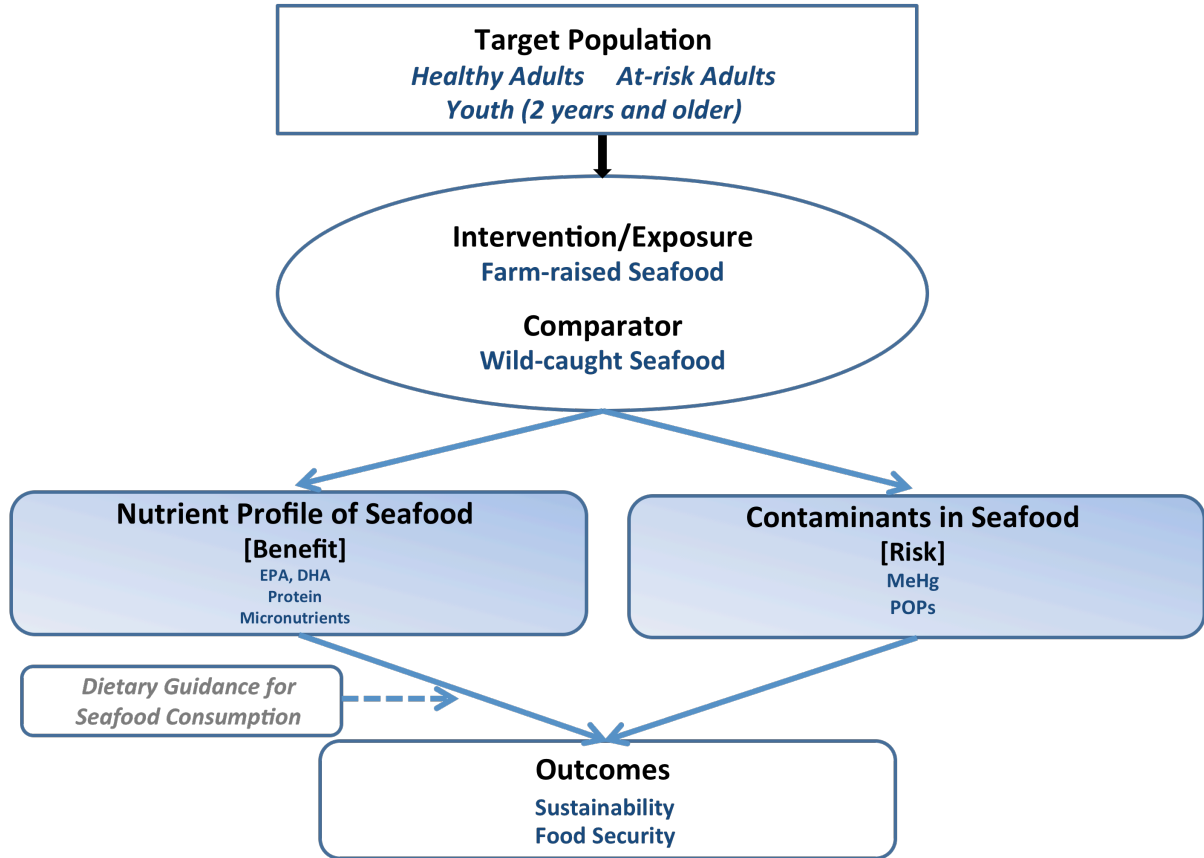 Target Population
Healthy Adults At-risk Adults
Youth (2 years and older)
Intervention/Exposure
Farm-raised Seafood
Comparator
Wild-caught Seafood
Nutrient Profile of Seafood
[Benefit]
EPA, DHA
Protein
Micronutrients
Contaminants in Seafood
[Risk]
MeHg
POPs
Dietary Guidance for
Seafood Consumption
Outcomes
Sustainability
Food Security